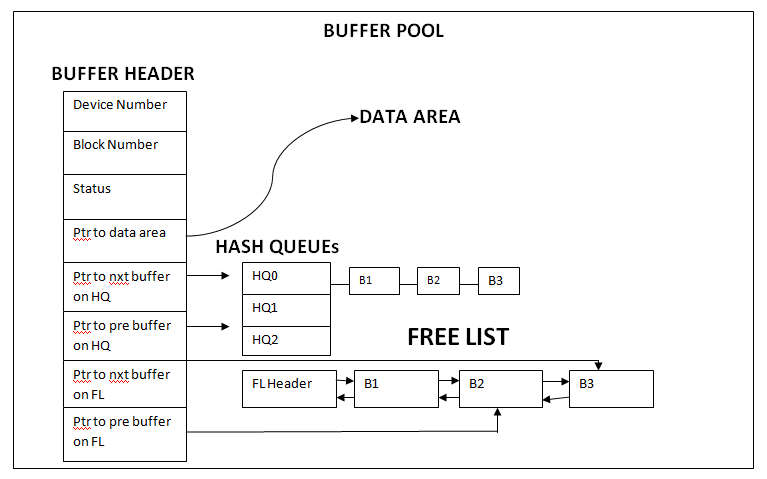 BUFFER POOL
BUFFER HEADER
Device Number
Block Number
Status
Ptr to data area
Ptr to nxt buffer
on HQ
Ptr to pre buffer
on HQ
Ptr to nxt buffer
on FL
Ptr to pre buffer
on FL
DATA AREA
HASH QUEUEs
HQ0
B1
B2
B3
HQ1
HQ2
FREE LIST
FL Header
B1
B2
B3